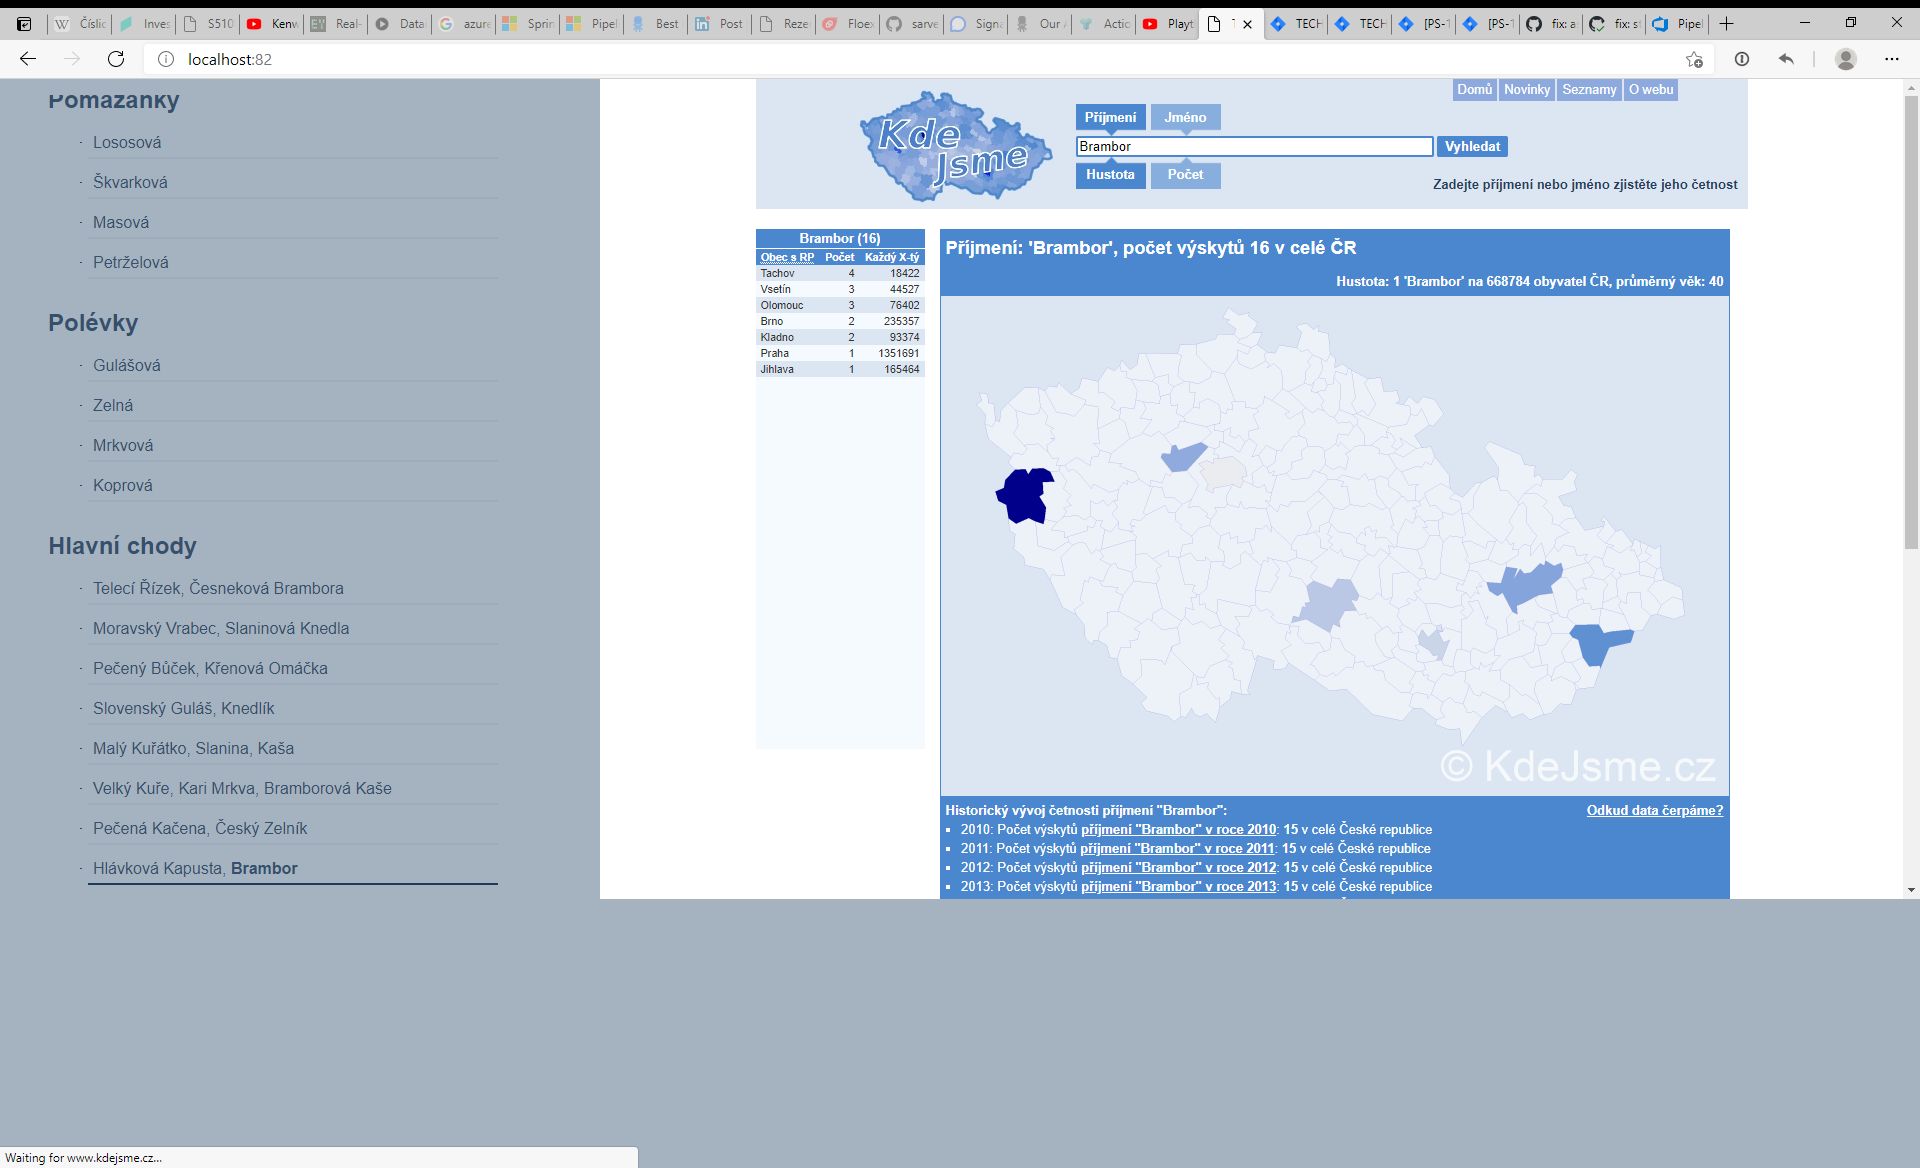 Číslic
Inves
S510
Kenw
Real-
Data
azure
Sprin
Pipel
Best
Post
Reze
Floex
sarve
Signa
Our A
Actio
Playt
TECH
TECH
[PS-1
[PS-1
fix: a
fix: s
Pipel
localhost:82
Pomazánky
· Lososová
· Škvarková
· Masová
· Petrželová
Polévky
· Gulášová
· Zelná
· Mrkvová
· Koprová
Hlavní chody
· Telecí Řízek, Česneková Brambora
· Moravský Vrabec, Slaninová Knedla
· Pečený Bůček, Křenová Omáčka
· Slovenský Guláš, Knedlík
· Malý Kuřátko, Slanina, Kaša
· Velký Kuře, Kari Mrkva, Bramborová Kaše
· Pečená Kačena, Český Zelník
· Hlávková Kapusta, Brambor
Domů Novinky Seznamy O webu
Kde
Jsme
Příjmení Jméno
Brambor Vyhledat
Hustota Počet
Zadejte příjmení nebo jméno zjistěte jeho četnost
Brambor (16)
Obec s RP Počet Každý X-tý
Tachov 4 18422
Vsetín 3 44527
Olomouc 3 76402
Brno 2 235357
Kladno 2 93374
Praha 1 1351691
Jihlava 1 165464
Příjmení: 'Brambor', počet výskytů 16 v celé ČR
Hustota: 1 'Brambor' na 668784 obyvatel ČR, průměrný věk: 40
© KdeJsme.cz
Historický vývoj četnosti příjmení "Brambor": Odkud data čerpáme?
2010: Počet výskytů příjmení "Brambor" v roce 2010: 15 v celé České republice
2011: Počet výskytů příjmení "Brambor" v roce 2011: 15 v celé České republice
2012: Počet výskytů příjmení "Brambor" v roce 2012: 15 v celé České republice
2013: Počet výskytů příjmení "Brambor" v roce 2013: 15 v celé České republice
Waiting for www.kdejsme.cz...